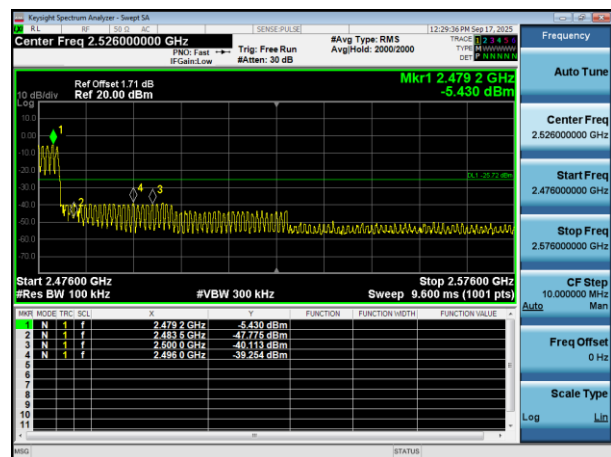 Keysight Spectrum Analyzer - Swept SA
RL RF 50 Ω AC SENSE:PULSE 12:29:36 PM Sep 17, 2025
Center Freq 2.526000000 GHz
PNO: Fast
IFGain:Low
Trig: Free Run
#Atten: 30 dB
#Avg Type: RMS
Avg|Hold: 2000/2000
TRACE 1 2 3 4 5 6
TYPE M W W W W W
DET P N N N N N
Ref Offset 1.71 dB
Ref 20.00 dBm
10 dB/div
Log
Mkr1 2.479 2 GHz
-5.430 dBm
10.0
0.00
-10.0
-20.0
-30.0
-40.0
-50.0
-60.0
-70.0
1
2
4
3
DL1 -25.72 dBm
Start 2.47600 GHz Stop 2.57600 GHz
#Res BW 100 kHz #VBW 300 kHz Sweep 9.600 ms (1001 pts)
MKR MODE TRC SCL X Y FUNCTION FUNCTION WIDTH FUNCTION VALUE
1 N 1 f 2.479 2 GHz -5.430 dBm
2 N 1 f 2.483 5 GHz -47.775 dBm
3 N 1 f 2.500 0 GHz -40.113 dBm
4 N 1 f 2.496 0 GHz -39.254 dBm
5
6
7
8
9
10
11
MSG STATUS
Frequency
Auto Tune
Center Freq
2.526000000 GHz
Start Freq
2.476000000 GHz
Stop Freq
2.576000000 GHz
CF Step
10.000000 MHz
Auto Man
Freq Offset
0 Hz
Scale Type
Log Lin